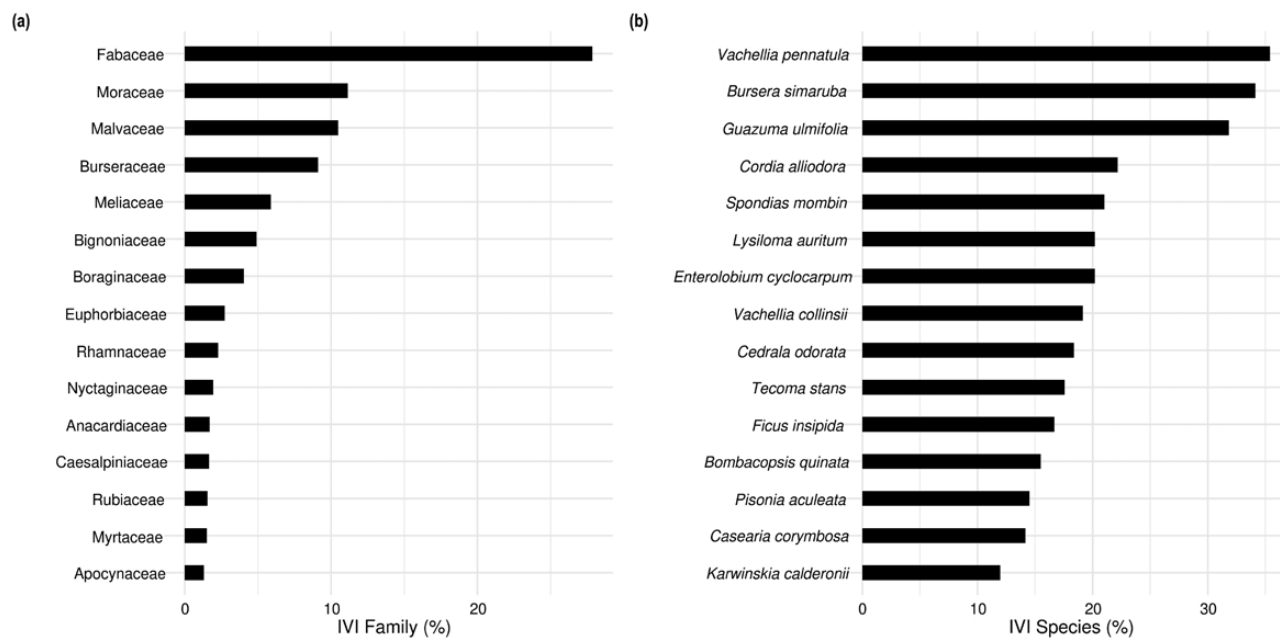 (a)
Fabaceae
Moraceae
Malvaceae
Burseraceae
Meliaceae
Bignoniaceae
Boraginaceae
Euphorbiaceae
Rhamnaceae
Nyctaginaceae
Anacardiaceae
Caesalpiniaceae
Rubiaceae
Myrtaceae
Apocynaceae
0 10 20
IVI Family (%)
(b)
Vachellia pennatula
Bursera simaruba
Guazuma ulmifolia
Cordia alliodora
Spondias mombin
Lysiloma auritum
Enterolobium cyclocarpum
Vachellia collinsii
Cedrala odorata
Tecoma stans
Ficus insipida
Bombacopsis quinata
Pisonia aculeata
Casearia corymbosa
Karwinskia calderonii
0 10 20 30
IVI Species (%)